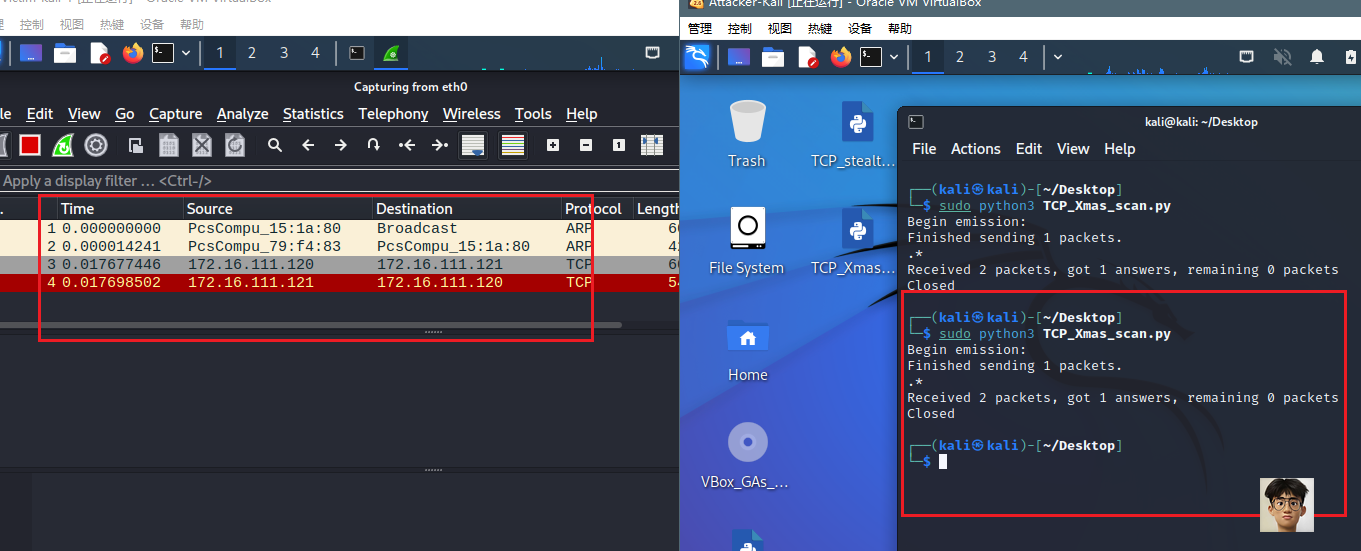 Victim-Kali-1 [正在运行] - Oracle VM VirtualBox
控制 视图 热键 设备 帮助
1 2 3 4
Capturing from eth0
le Edit View Go Capture Analyze Statistics Telephony Wireless Tools Help
Apply a display filter … <Ctrl-/>
. Time Source Destination Protocol Length
1 0.000000000 PcsCompu_15:1a:80 Broadcast ARP
2 0.000014241 PcsCompu_79:f4:83 PcsCompu_15:1a:80 ARP
3 0.017677446 172.16.111.120 172.16.111.121 TCP
4 0.017698502 172.16.111.121 172.16.111.120 TCP 54
Attacker-Kali [正在运行] - Oracle VM VirtualBox
管理 控制 视图 热键 设备 帮助
1 2 3 4
Trash
TCP_stealt…
File System
TCP_Xmas…
Home
VBox_GAs_…
kali@kali: ~/Desktop
File Actions Edit View Help
(kali㉿kali)-[~/Desktop]
$ sudo python3 TCP_Xmas_scan.py
Begin emission:
Finished sending 1 packets.
.*
Received 2 packets, got 1 answers, remaining 0 packets
Closed
(kali㉿kali)-[~/Desktop]
$ sudo python3 TCP_Xmas_scan.py
Begin emission:
Finished sending 1 packets.
.*
Received 2 packets, got 1 answers, remaining 0 packets
Closed
(kali㉿kali)-[~/Desktop]
$